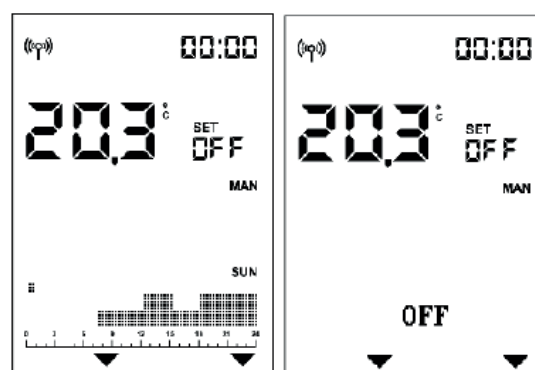 00:00
20.3 °C
SET
OFF
MAN
SUN
0 3 6 9 12 15 18 21 24
00:00
20.3 °C
SET
OFF
MAN
OFF